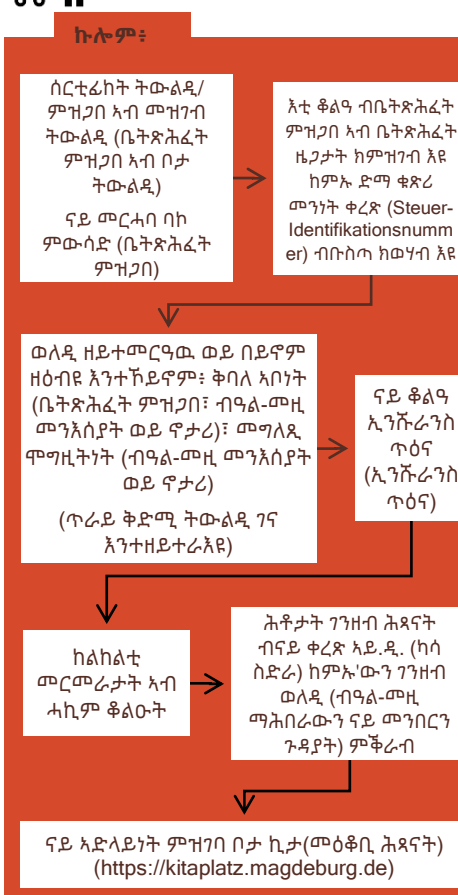 ኩሎም፥
ሰርቲፊከት ትውልዲ/
ምዝጋበ ኣብ መዝገብ
ትውልዲ (ቤትጽሕፈት
ምዝጋበ ኣብ ቦታ
ትውልዲ)
ናይ መርሓባ ባኮ
ምውሳድ (ቤትጽሕፈት
ምዝጋበ)
እቲ ቆልዓ ብቤትጽሕፈት
ምዝጋበ ኣብ ቤትጽሕፈት
ዜጋታት ክምዝገብ እዩ
ከምኡ ድማ ቁጽሪ
መንነት ቀረጽ (Steuer-
Identifikationsnumm
er) ብቡስጣ ክወሃብ እዩ
ወለዲ ዘይተመርዓዉ ወይ በይኖም
ዘዕብዩ እንተኾይኖም፥ ቅባለ ኣቦነት
(ቤትጽሕፈት ምዝጋበ፣ ብዓል-መዚ
መንእሰያት ወይ ኖታሪ)፣ መግለጺ
ሞግዚትነት (ብዓል-መዚ መንእሰያት
ወይ ኖታሪ)
(ጥራይ ቅድሚ ትውልዲ ገና
እንተዘይተራእዩ)
ናይ ቆልዓ
ኢንሹራንስ
ጥዕና
(ኢንሹራንስ
ጥዕና)
ከልከልቲ
መርመራታት ኣብ
ሓኪም ቆልዑት
ሕቶታት ገንዘብ ሕጻናት
ብናይ ቀረጽ ኣይ.ዲ. (ካሳ
ስድራ) ከምኡ'ውን ገንዘብ
ወለዲ (ብዓል-መዚ
ማሕበራውን ናይ መንበርን
ጉዳያት) ምቕራብ
ናይ ኣድላይነት ምዝገባ ቦታ ኪታ(መዕቆቢ ሕጻናት)
(https://kitaplatz.magdeburg.de)